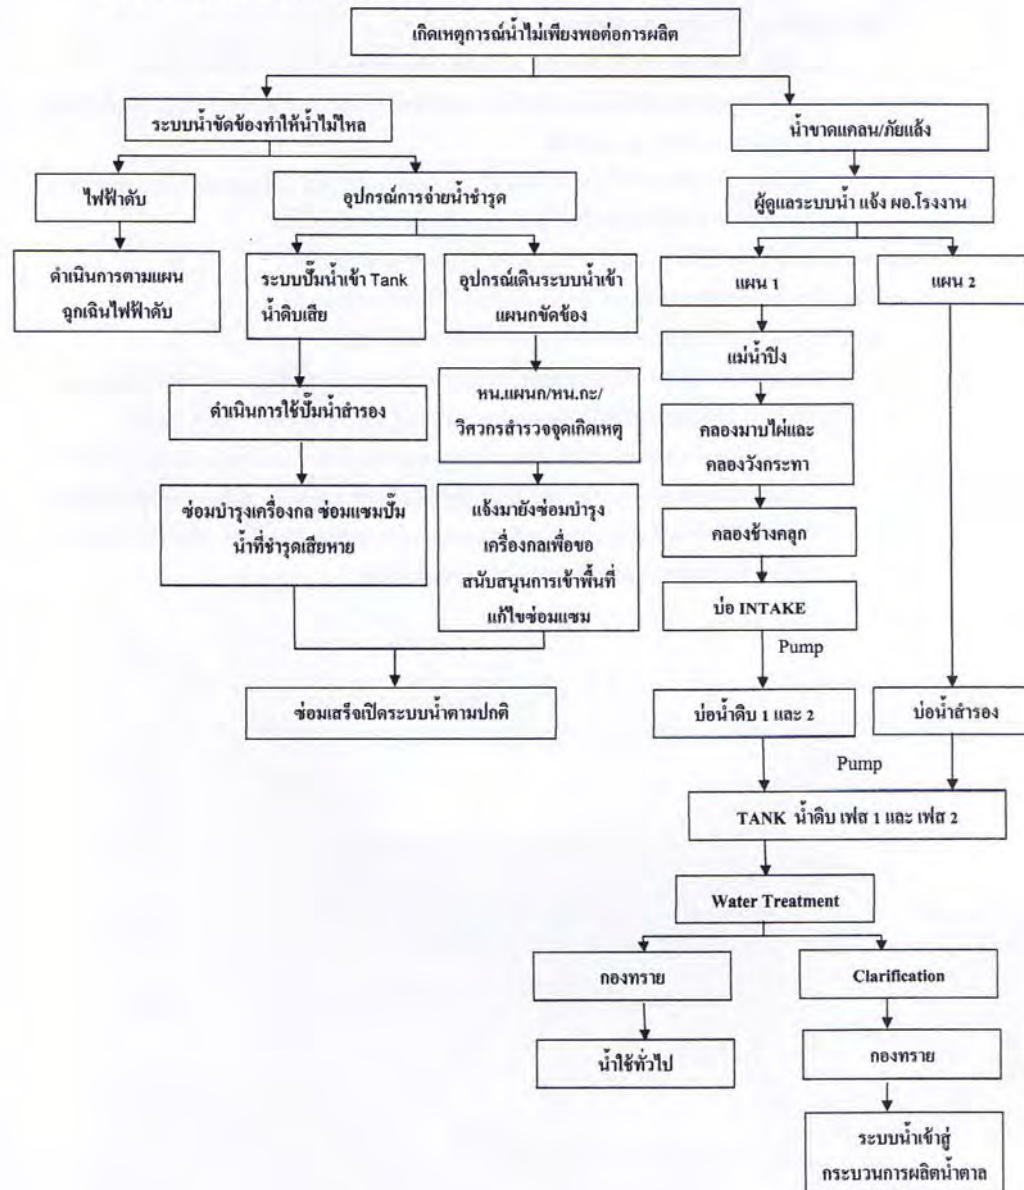 เกิดเหตุการณ์น้ำไม่เพียงพอต่อการผลิต
ระบบน้ำขัดข้องทำให้น้ำไม่ไหล
น้ำขาดแคลน/ภัยแล้ง
ไฟฟ้าดับ
อุปกรณ์การจ่ายน้ำชำรุด
ผู้ดูแลระบบน้ำ แจ้ง ผอ.โรงงาน
ดำเนินการตามแผน
ฉุกเฉินไฟฟ้าดับ
ระบบปั๊มน้ำเข้า Tank
น้ำดิบเสีย
อุปกรณ์เดินระบบน้ำเข้า
แผนกขัดข้อง
แผน 1
แผน 2
แม่น้ำปิง
ดำเนินการใช้ปั๊มน้ำสำรอง
หน.แผนก/หน.กะ/
วิศวกรสำรวจจุดเกิดเหตุ
คลองมาบไผ่และ
คลองวังกระทา
ซ่อมบำรุงเครื่องกล ซ่อมแซมปั๊ม
น้ำที่ชำรุดเสียหาย
แจ้งมายังซ่อมบำรุง
เครื่องกลเพื่อขอ
สนับสนุนการเข้าพื้นที่
แก้ไขซ่อมแซม
คลองช้างคลุก
บ่อ INTAKE
Pump
ซ่อมเสร็จเปิดระบบน้ำตามปกติ
บ่อน้ำดิบ 1 และ 2
บ่อน้ำสำรอง
Pump
TANK น้ำดิบ เฟส 1 และ เฟส 2
Water Treatment
กองทราย
Clarification
น้ำใช้ทั่วไป
กองทราย
ระบบน้ำเข้าสู่
กระบวนการผลิตน้ำตาล